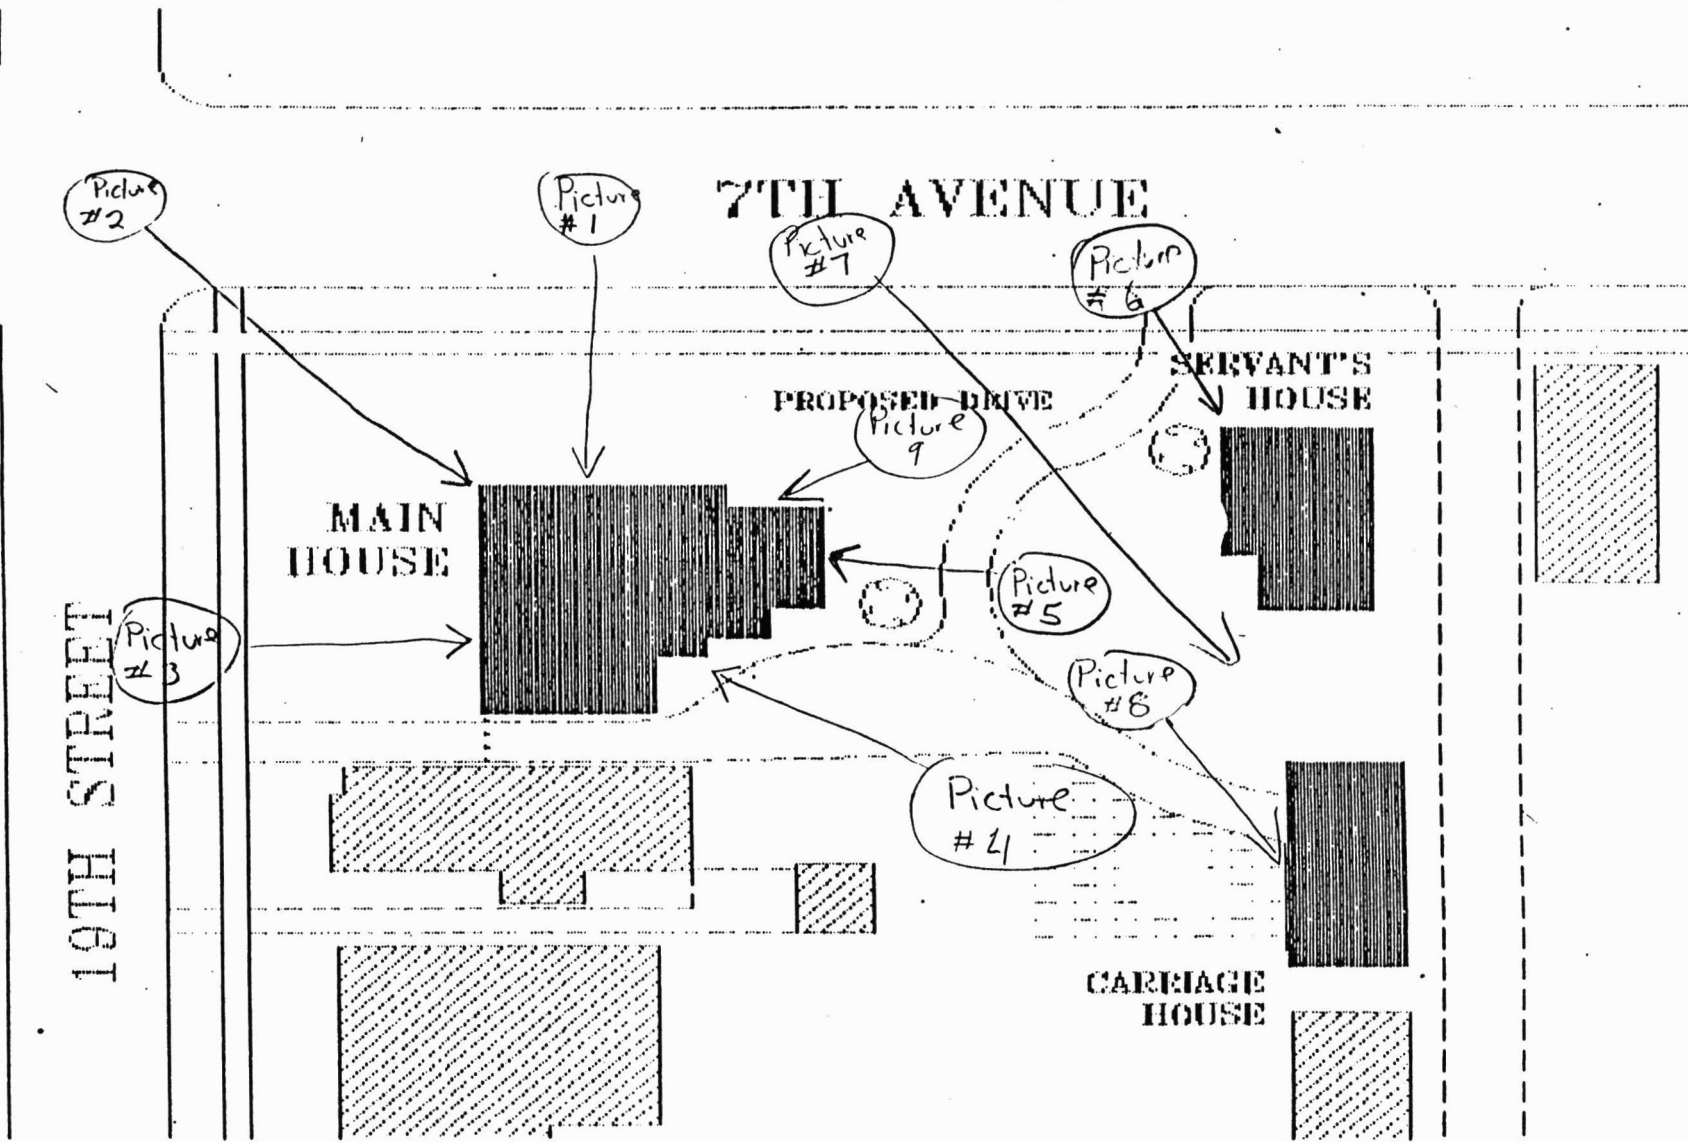 7TH AVENUE
Picture
#2
Picture
#1
Picture
#7
Picture
#6
SERVANT'S
HOUSE
PROPOSED DRIVE
Picture
9
MAIN
HOUSE
Picture
#5
Picture
#3
19TH STREET
Picture
#8
Picture
#4
CARRIAGE
HOUSE